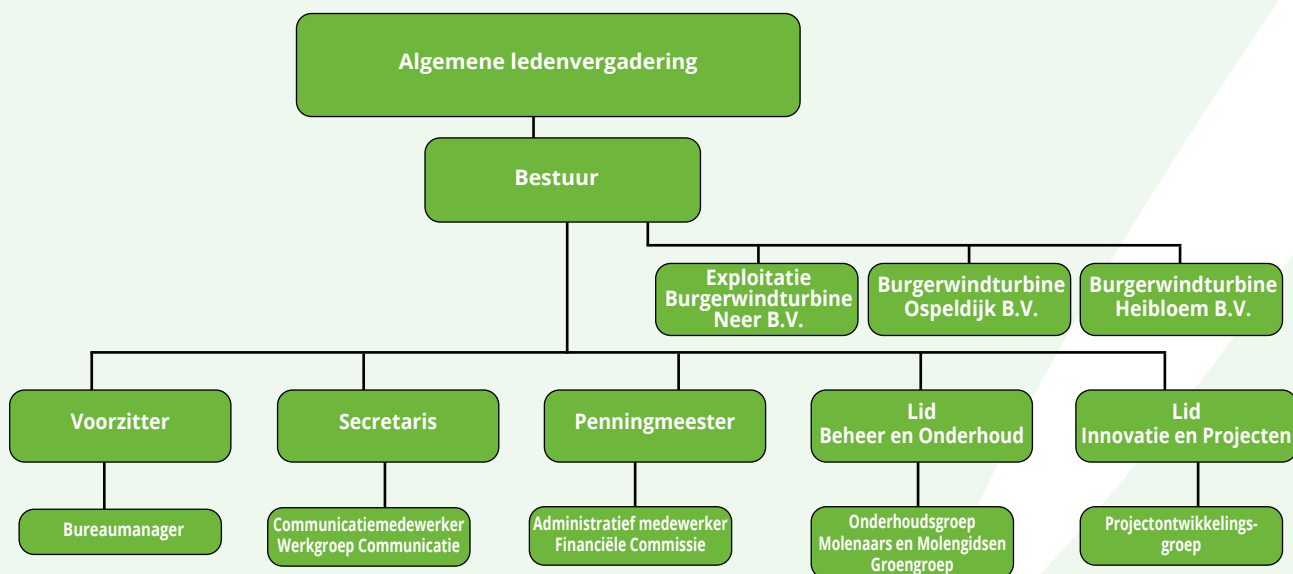 Algemene ledenvergadering
Bestuur
Exploitatie
Burgerwindturbine
Neer B.V.
Burgerwindturbine
Ospeldijk B.V.
Burgerwindturbine
Heibloem B.V.
Voorzitter
Secretaris
Penningmeester
Lid
Beheer en Onderhoud
Lid
Innovatie en Projecten
Bureaumanager
Communicatiemedewerker
Werkgroep Communicatie
Administratief medewerker
Financiële Commissie
Onderhoudsgroep
Molenaars en Molengidsen
Groengroep
Projectontwikkelings-
groep